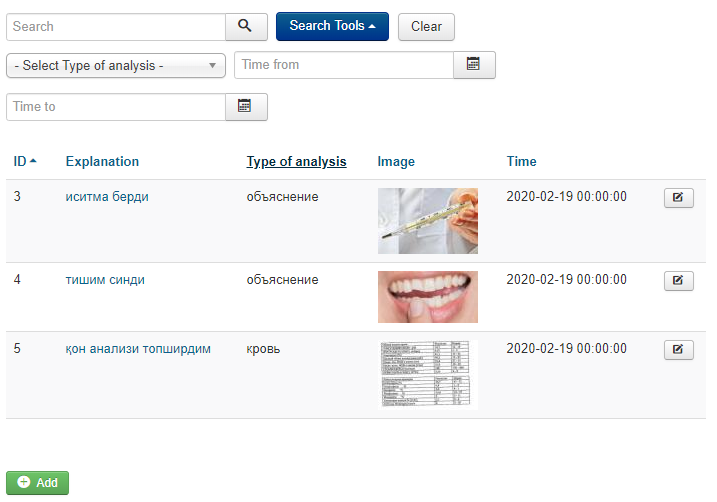 Search Search Tools Clear
- Select Type of analysis - Time from
Time to
ID Explanation Type of analysis Image Time
3 иситма берди объяснение 2020-02-19 00:00:00
4 тишим синди объяснение 2020-02-19 00:00:00
5 қон анализи топширдим кровь 2020-02-19 00:00:00
Add